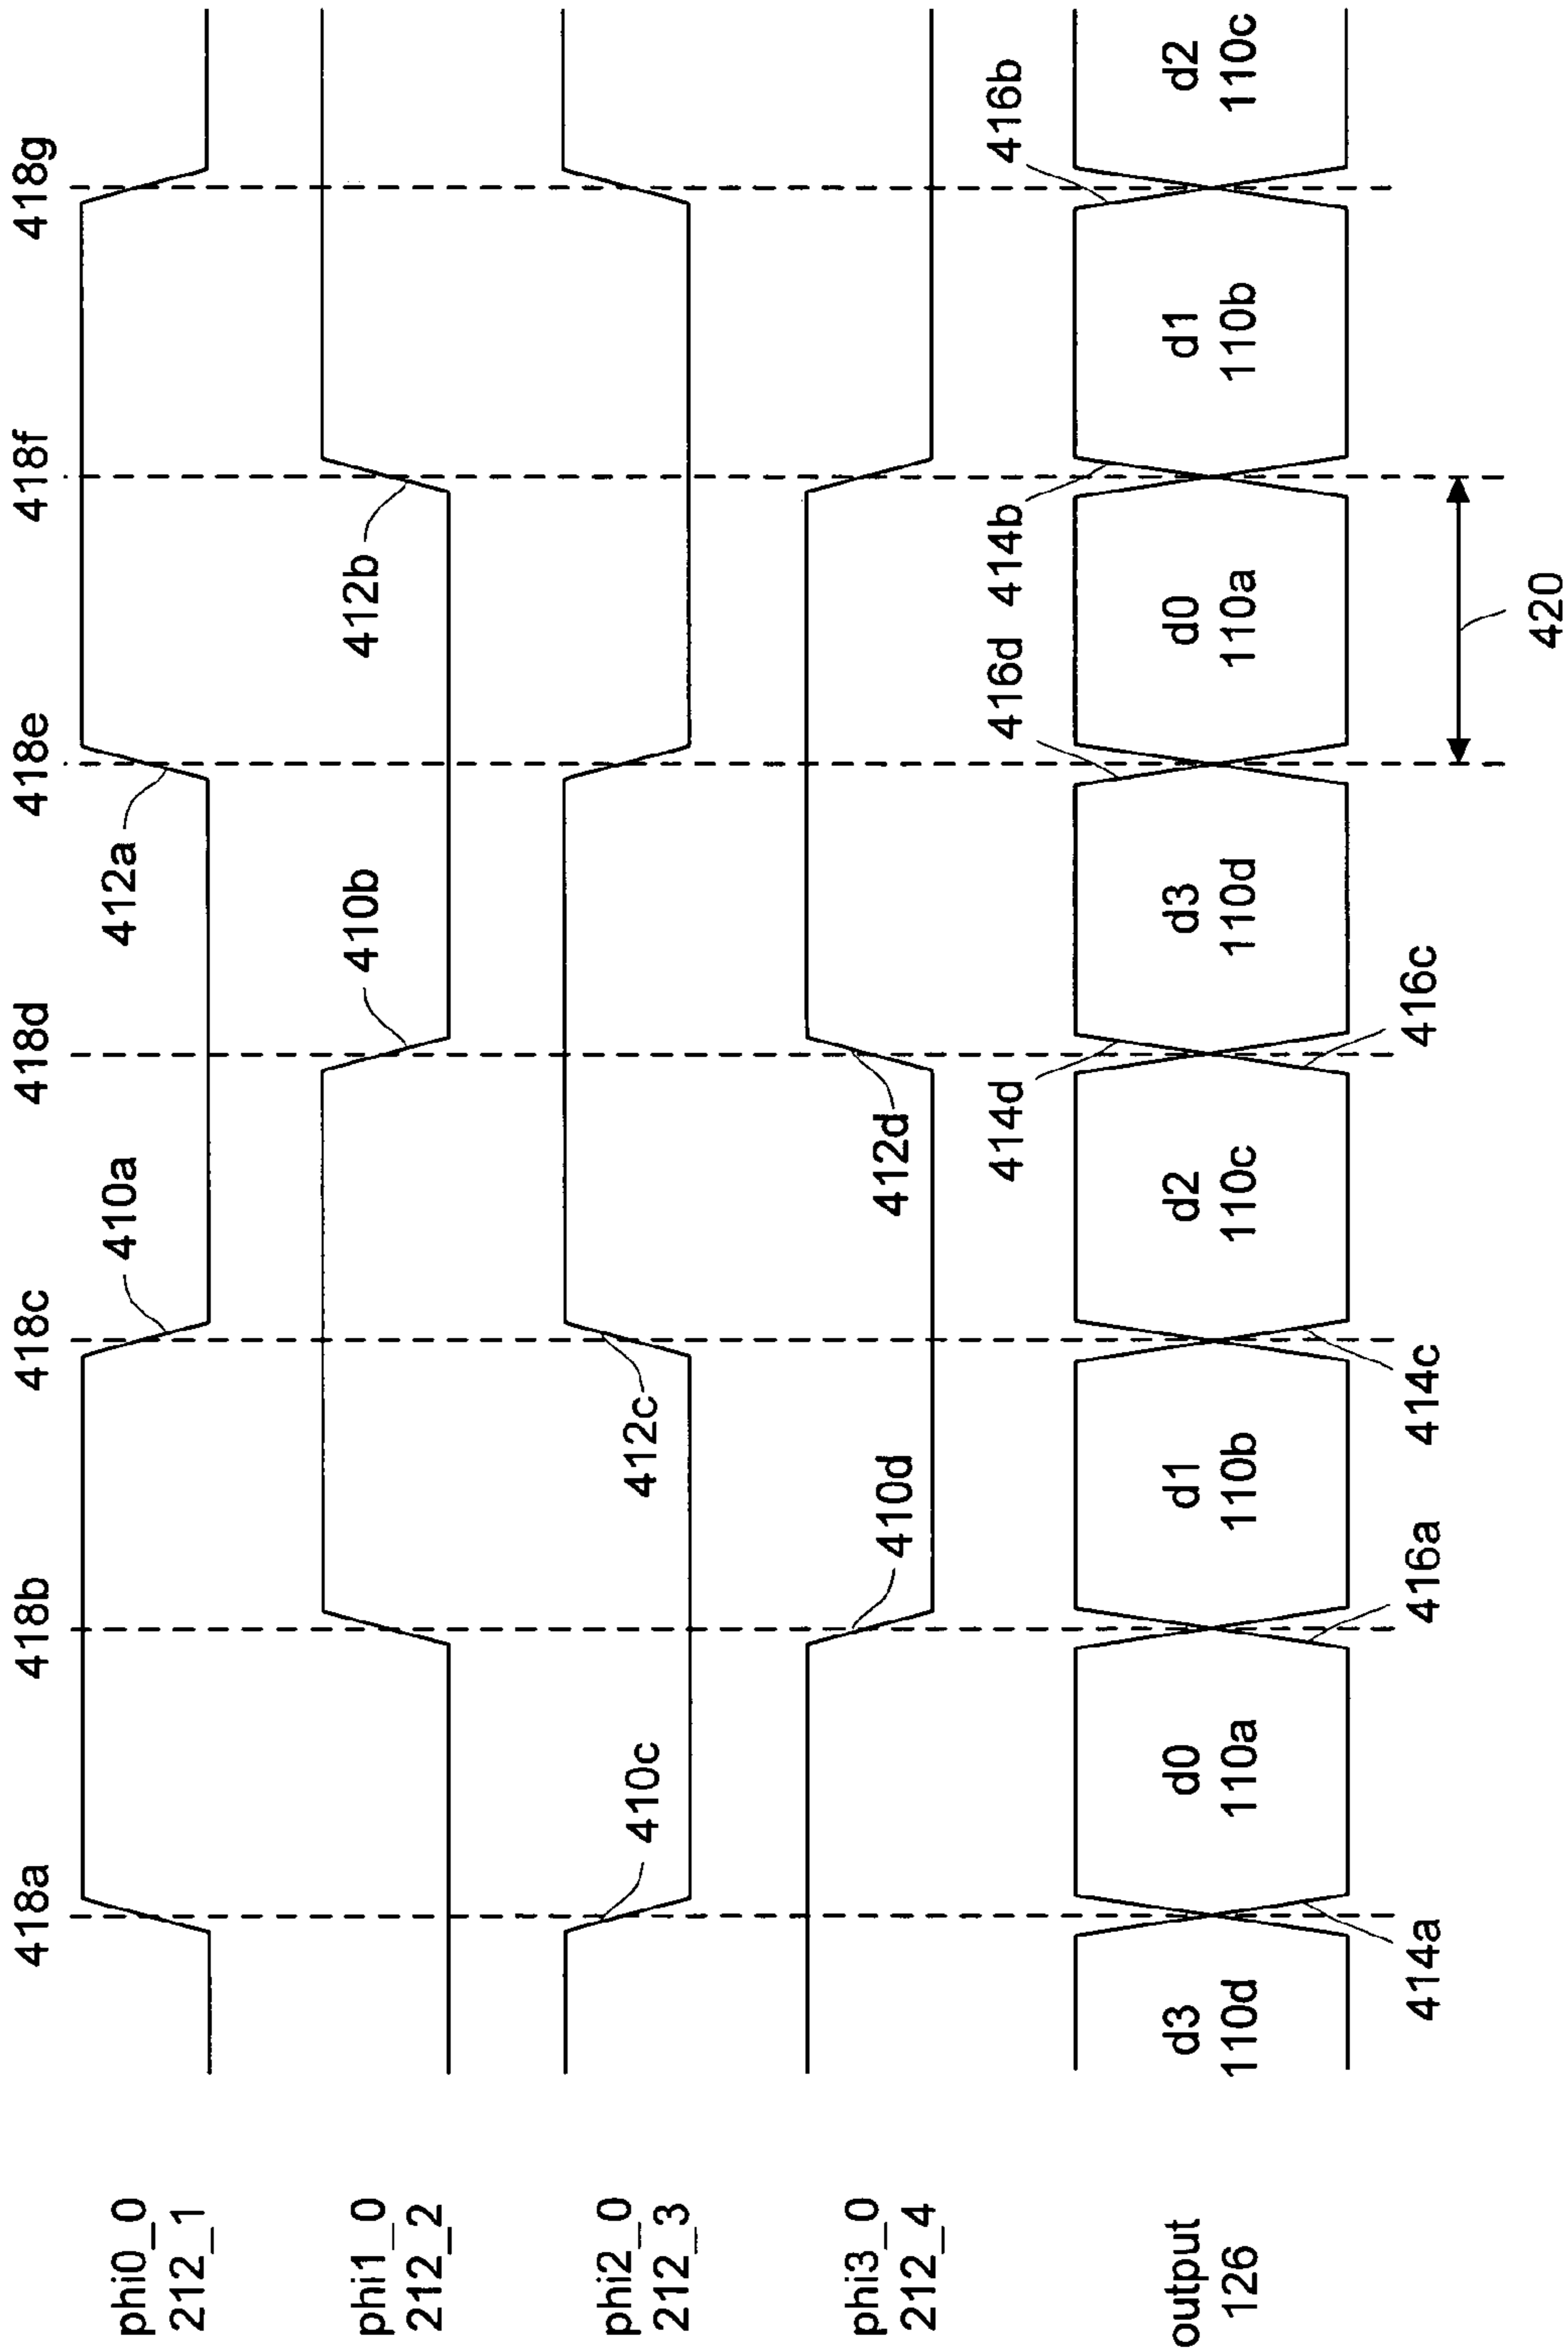 418a
418b
418c
418d
418e
418f
418g
phi0_0
212_1
410a
412a
phi1_0
212_2
410b
412b
phi2_0
212_3
410c
412c
phi3_0
212_4
410d
412d
414d
416d
414b
416b
output
126
d3
110d
d0
110a
d1
110b
d2
110c
d3
110d
d0
110a
d1
110b
d2
110c
414a
416a
414c
416c
420